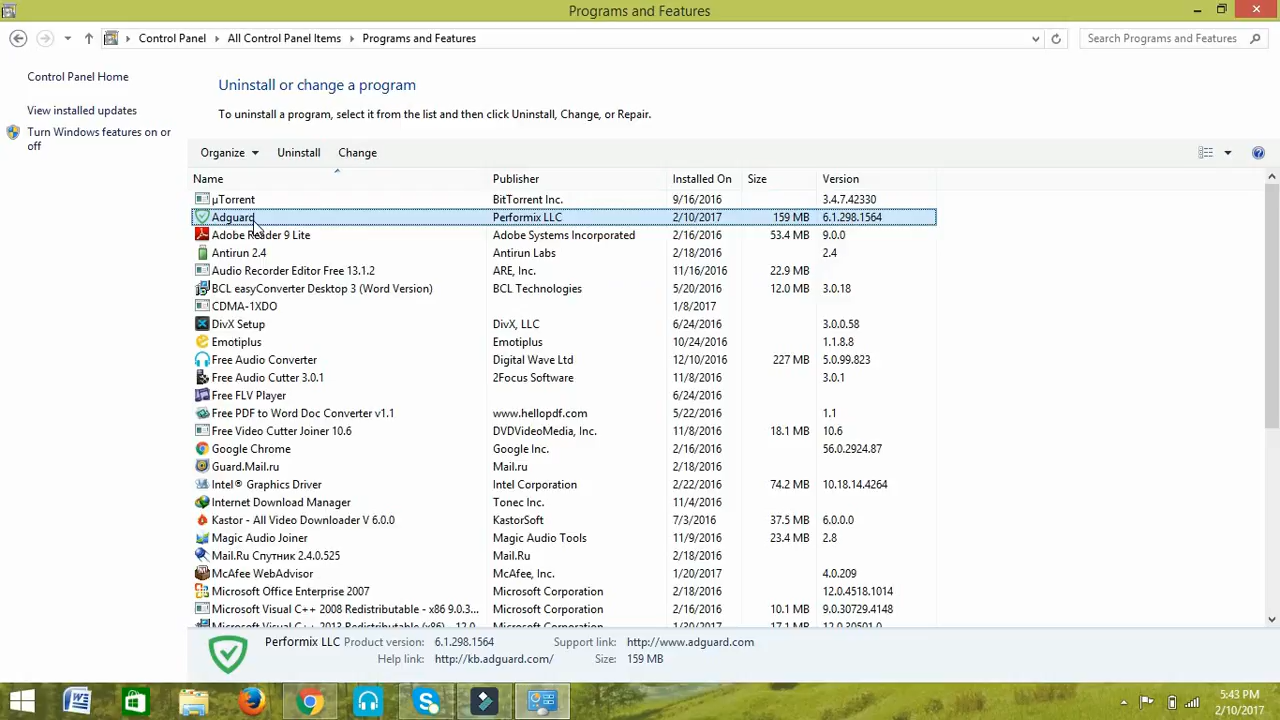 Programs and Features
Control Panel All Control Panel Items Programs and Features Search Programs and Features
Control Panel Home
View installed updates
Turn Windows features on or
off
Uninstall or change a program
To uninstall a program, select it from the list and then click Uninstall, Change, or Repair.
Organize Uninstall Change
Name Publisher Installed On Size Version
µTorrent BitTorrent Inc. 9/16/2016 3.4.7.42330
Adguard Performix LLC 2/10/2017 159 MB 6.1.298.1564
Adobe Reader 9 Lite Adobe Systems Incorporated 2/16/2016 53.4 MB 9.0.0
Antirun 2.4 Antirun Labs 2/18/2016 2.4
Audio Recorder Editor Free 13.1.2 ARE, Inc. 11/16/2016 22.9 MB
BCL easyConverter Desktop 3 (Word Version) BCL Technologies 5/20/2016 12.0 MB 3.0.18
CDMA-1XDO 1/8/2017
DivX Setup DivX, LLC 6/24/2016 3.0.0.58
Emotiplus Emotiplus 10/24/2016 1.1.8.8
Free Audio Converter Digital Wave Ltd 12/10/2016 227 MB 5.0.99.823
Free Audio Cutter 3.0.1 2Focus Software 11/8/2016 3.0.1
Free FLV Player 6/24/2016
Free PDF to Word Doc Converter v1.1 www.hellopdf.com 5/22/2016 1.1
Free Video Cutter Joiner 10.6 DVDVideoMedia, Inc. 11/8/2016 18.1 MB 10.6
Google Chrome Google Inc. 2/16/2016 56.0.2924.87
Guard.Mail.ru Mail.ru 2/18/2016
Intel® Graphics Driver Intel Corporation 2/22/2016 74.2 MB 10.18.14.4264
Internet Download Manager Tonec Inc. 11/4/2016
Kastor - All Video Downloader V 6.0.0 KastorSoft 7/3/2016 37.5 MB 6.0.0.0
Magic Audio Joiner Magic Audio Tools 11/9/2016 23.4 MB 2.8
Mail.Ru Спутник 2.4.0.525 Mail.Ru 2/18/2016
McAfee WebAdvisor McAfee, Inc. 1/20/2017 4.0.209
Microsoft Office Enterprise 2007 Microsoft Corporation 2/18/2016 12.0.4518.1014
Microsoft Visual C++ 2008 Redistributable - x86 9.0.3... Microsoft Corporation 2/16/2016 10.1 MB 9.0.30729.4148
Microsoft Visual C++ 2013 Redistributable (x86) - 12.0... Microsoft Corporation 1/20/2017 17.1 MB 12.0.30501.0
Performix LLC Product version: 6.1.298.1564 Support link: http://www.adguard.com
Help link: http://kb.adguard.com/ Size: 159 MB
5:43 PM
2/10/2017